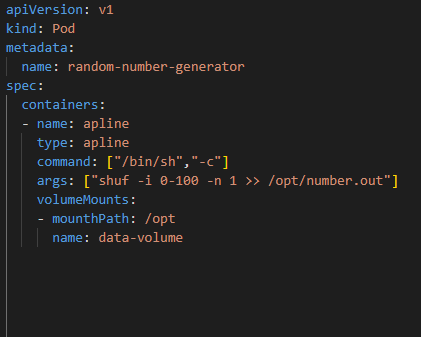 apiVersion: v1
kind: Pod
metadata:
  name: random-number-generator
spec:
  containers:
  - name: apline
    type: apline
    command: ["/bin/sh","-c"]
    args: ["shuf -i 0-100 -n 1 >> /opt/number.out"]
    volumeMounts:
    - mounthPath: /opt
      name: data-volume